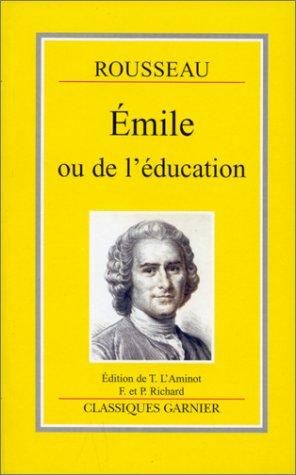 ROUSSEAU
Émile
ou de l'éducation
Édition de T. L'Aminot
F. et P. Richard
CLASSIQUES GARNIER